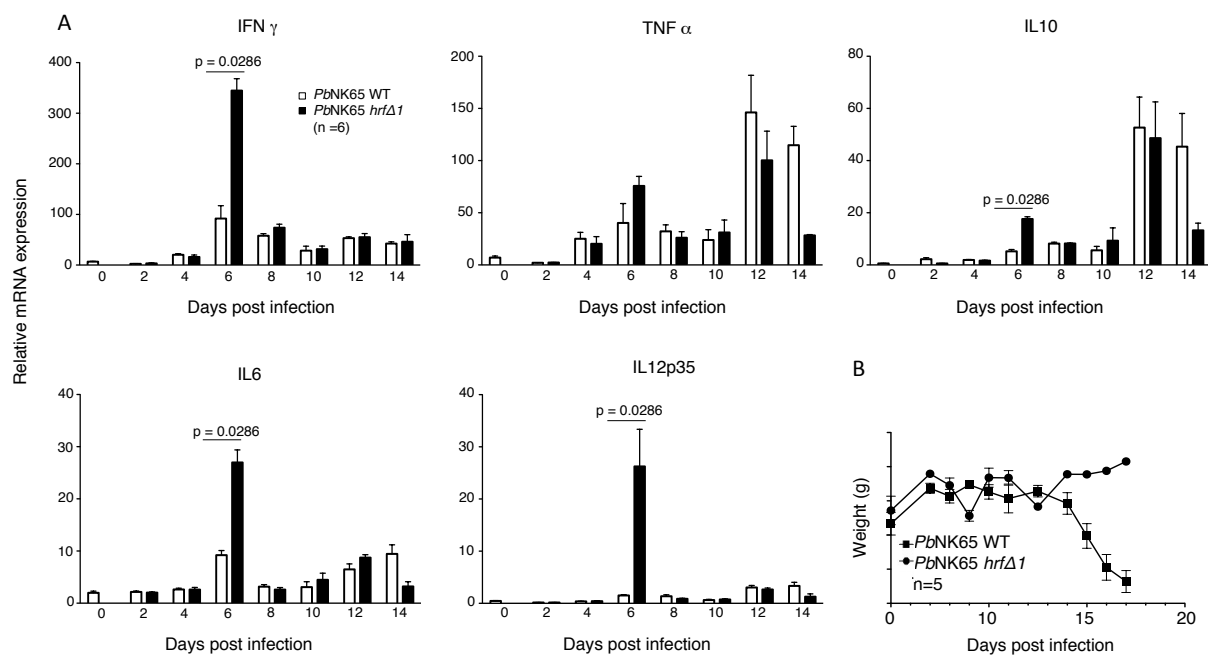 A
IFN γ
TNF α
IL10
Relative mRNA expression
400
300
200
100
0
p = 0.0286
PbNK65 WT
PbNK65 hrfΔ1
(n =6)
0 2 4 6 8 10 12 14
Days post infection
200
150
100
50
0
0 2 4 6 8 10 12 14
Days post infection
80
60
40
20
0
p = 0.0286
0 2 4 6 8 10 12 14
Days post infection
IL6
40
30
20
10
0
p = 0.0286
0 2 4 6 8 10 12 14
Days post infection
IL12p35
40
30
20
10
0
p = 0.0286
0 2 4 6 8 10 12 14
Days post infection
B
Weight (g)
PbNK65 WT
PbNK65 hrfΔ1
n=5
0 5 10 15 20
Days post infection